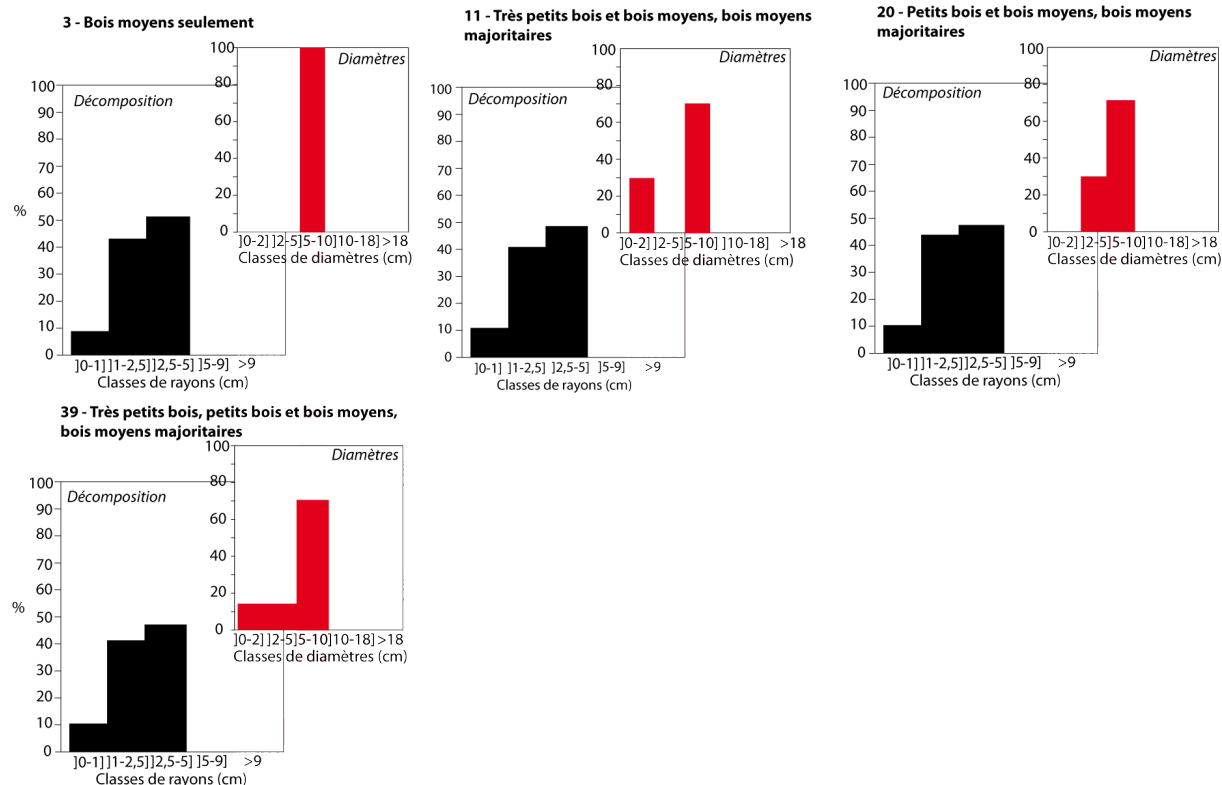 3 - Bois moyens seulement
Décomposition
100
90
80
70
60
50
40
30
20
10
0
%
]0-1] ]1-2,5] ]2,5-5] ]5-9] >9
Classes de rayons (cm)
Diamètres
100
80
60
40
20
0
]0-2] ]2-5] ]5-10] ]10-18] >18
Classes de diamètres (cm)
11 - Très petits bois et bois moyens, bois moyens
majoritaires
Décomposition
100
90
80
70
60
50
40
30
20
10
0
]0-1] ]1-2,5] ]2,5-5] ]5-9] >9
Classes de rayons (cm)
Diamètres
100
80
60
40
20
0
]0-2] ]2-5] ]5-10] ]10-18] >18
Classes de diamètres (cm)
20 - Petits bois et bois moyens, bois moyens
majoritaires
Décomposition
100
90
80
70
60
50
40
30
20
10
0
]0-1] ]1-2,5] ]2,5-5] ]5-9] >9
Classes de rayons (cm)
Diamètres
100
80
60
40
20
0
]0-2] ]2-5] ]5-10] ]10-18] >18
Classes de diamètres (cm)
39 - Très petits bois, petits bois et bois moyens,
bois moyens majoritaires
Décomposition
100
90
80
70
60
50
40
30
20
10
0
%
]0-1] ]1-2,5] ]2,5-5] ]5-9] >9
Classes de rayons (cm)
Diamètres
100
80
60
40
20
0
]0-2] ]2-5] ]5-10] ]10-18] >18
Classes de diamètres (cm)